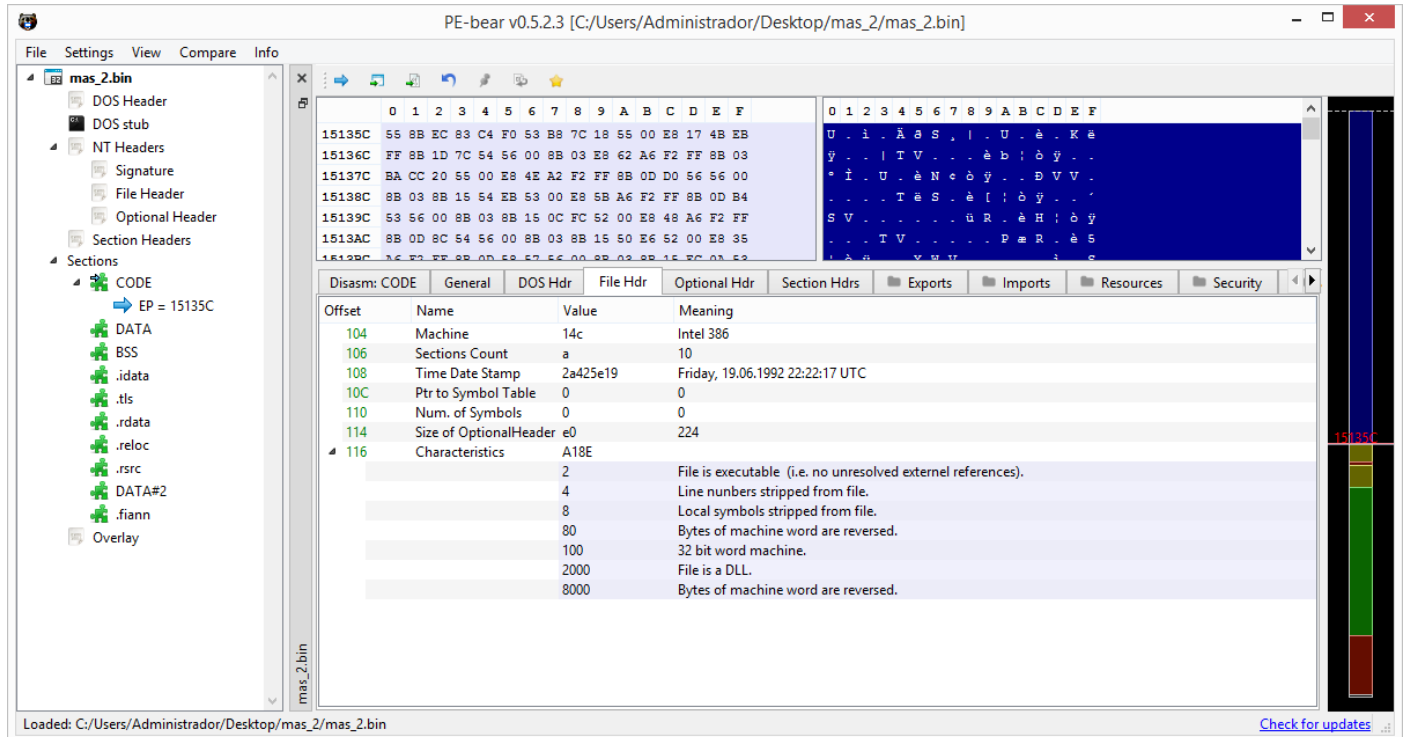 PE-bear v0.5.2.3 [C:/Users/Administrador/Desktop/mas_2/mas_2.bin]
File Settings View Compare Info
mas_2.bin
DOS Header
DOS stub
NT Headers
Signature
File Header
Optional Header
Section Headers
Sections
CODE
EP = 15135C
DATA
BSS
.idata
.tls
.rdata
.reloc
.rsrc
DATA#2
.fiann
Overlay
mas_2.bin
0 1 2 3 4 5 6 7 8 9 A B C D E F
15135C 55 8B EC 83 C4 F0 53 B8 7C 18 55 00 E8 17 4B EB
15136C FF 8B 1D 7C 54 56 00 8B 03 E8 62 A6 F2 FF 8B 03
15137C BA CC 20 55 00 E8 4E A2 F2 FF 8B 0D D0 56 56 00
15138C 8B 03 8B 15 54 EB 53 00 E8 5B A6 F2 FF 8B 0D B4
15139C 53 56 00 8B 03 8B 15 0C FC 52 00 E8 48 A6 F2 FF
1513AC 8B 0D 8C 54 56 00 8B 03 8B 15 50 E6 52 00 E8 35
0 1 2 3 4 5 6 7 8 9 A B C D E F
U . ì . Ä ð S ¸ | . U . è . K ë
ÿ . . | T V . . . è b ¦ ò ÿ . .
º Ì . U . è N ¢ ò ÿ . . Ð V V .
. . . . T ë S . è [ ¦ ò ÿ . . ´
S V . . . . . . ü R . è H ¦ ò ÿ
. . . T V . . . . . P æ R . è 5
Disasm: CODE General DOS Hdr File Hdr Optional Hdr Section Hdrs Exports Imports Resources Security
Offset Name Value Meaning
104 Machine 14c Intel 386
106 Sections Count a 10
108 Time Date Stamp 2a425e19 Friday, 19.06.1992 22:22:17 UTC
10C Ptr to Symbol Table 0 0
110 Num. of Symbols 0 0
114 Size of OptionalHeader e0 224
116 Characteristics A18E
2 File is executable (i.e. no unresolved external references).
4 Line nunbers stripped from file.
8 Local symbols stripped from file.
80 Bytes of machine word are reversed.
100 32 bit word machine.
2000 File is a DLL.
8000 Bytes of machine word are reversed.
15135C
Loaded: C:/Users/Administrador/Desktop/mas_2/mas_2.bin
Check for updates